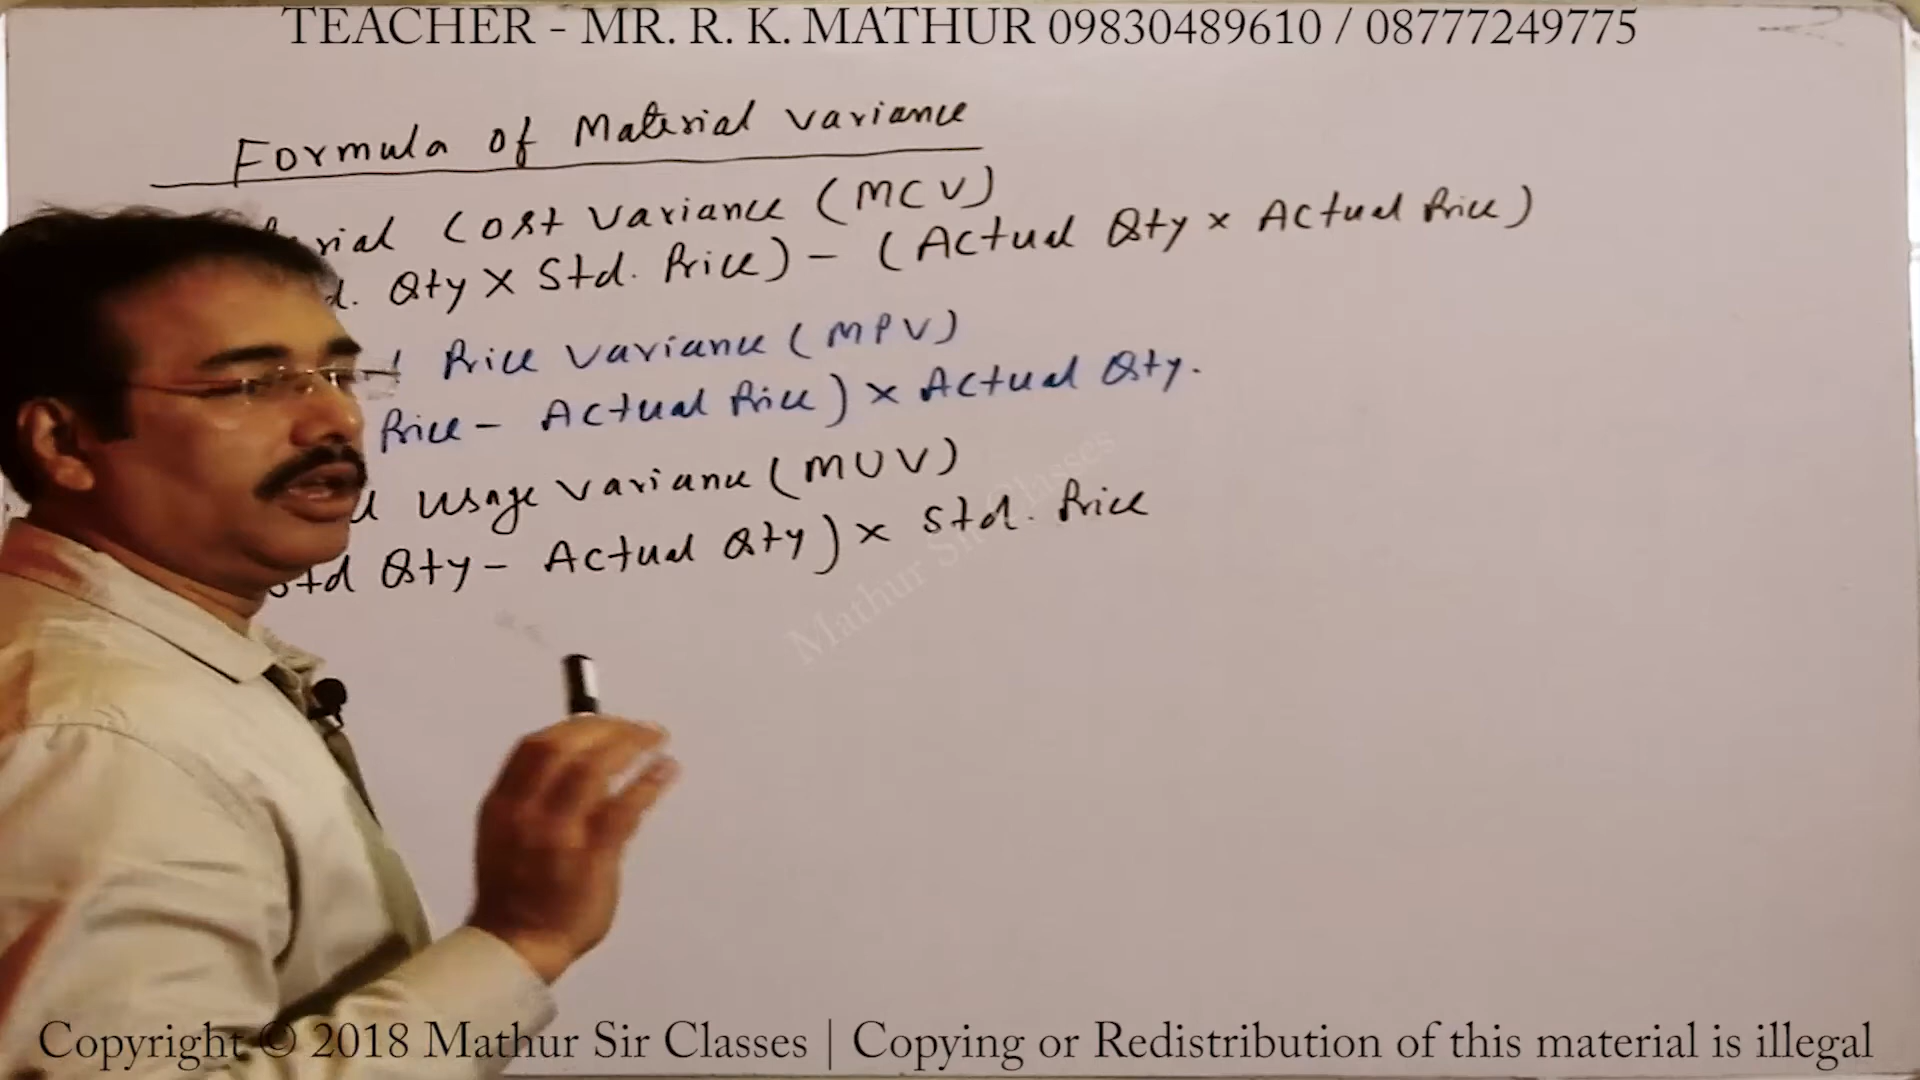 TEACHER - MR. R. K. MATHUR 09830489610 / 08777249775
Formula of Material variance
rial Cost Variance (MCV)
d. Qty X Std. Price) - (Actual Qty x Actual Price)
l Price Variance (MPV)
Price - Actual Price) x Actual Qty.
l Usage Variance (MUV)
Std Qty - Actual Qty) x Std. Price
Mathur Sir Classes
Copyright © 2018 Mathur Sir Classes | Copying or Redistribution of this material is illegal